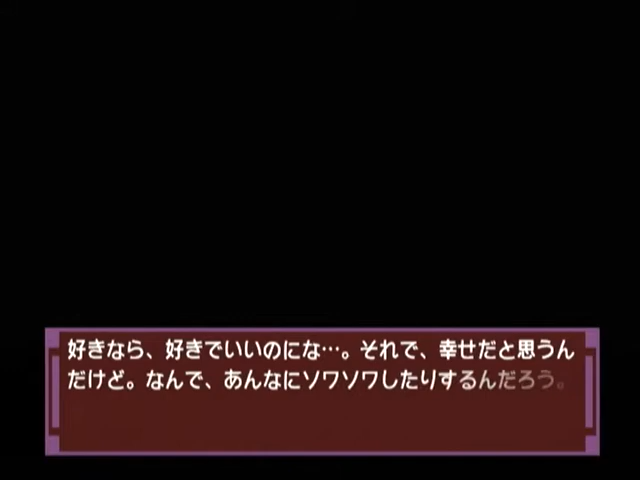 好きなら、好きでいいのにな…。それで、幸せだと思うん
だけど。なんで、あんなにソワソワしたりするんだろう。